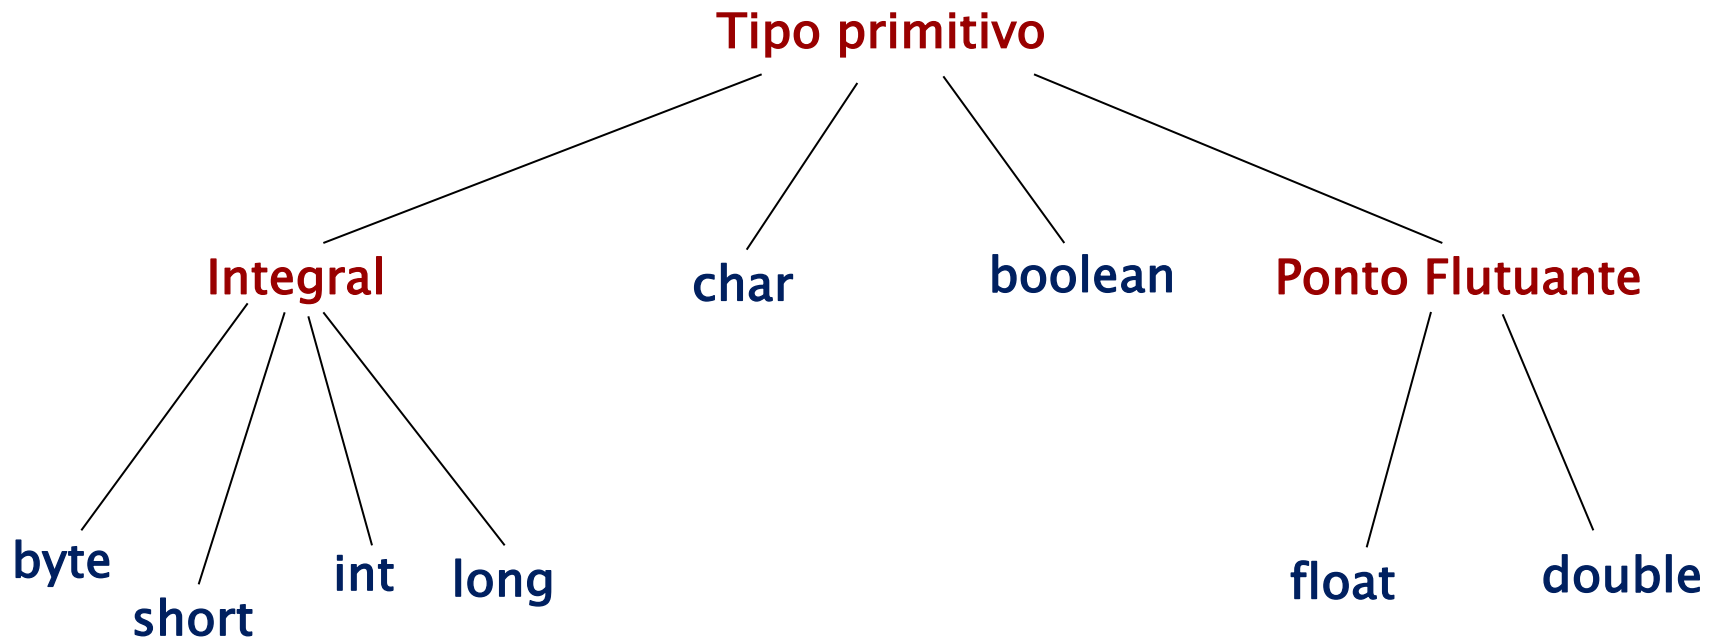 Tipo primitivo
Integral
char
boolean
Ponto Flutuante
byte
short
int
long
float
double